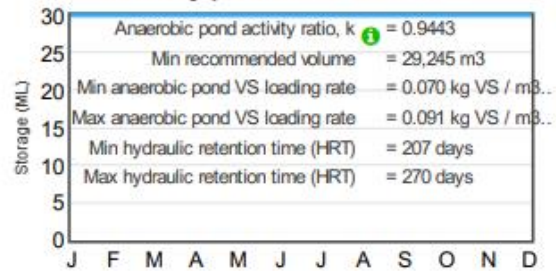 30
Anaerobic pond activity ratio, k i = 0.9443
Min recommended volume = 29,245 m3
25
Min anaerobic pond VS loading rate = 0.070 kg VS / m3..
20
Max anaerobic pond VS loading rate = 0.091 kg VS / m3..
15
Min hydraulic retention time (HRT) = 207 days
10
Max hydraulic retention time (HRT) = 270 days
5
0
Storage (ML)
J F M A M J J A S O N D